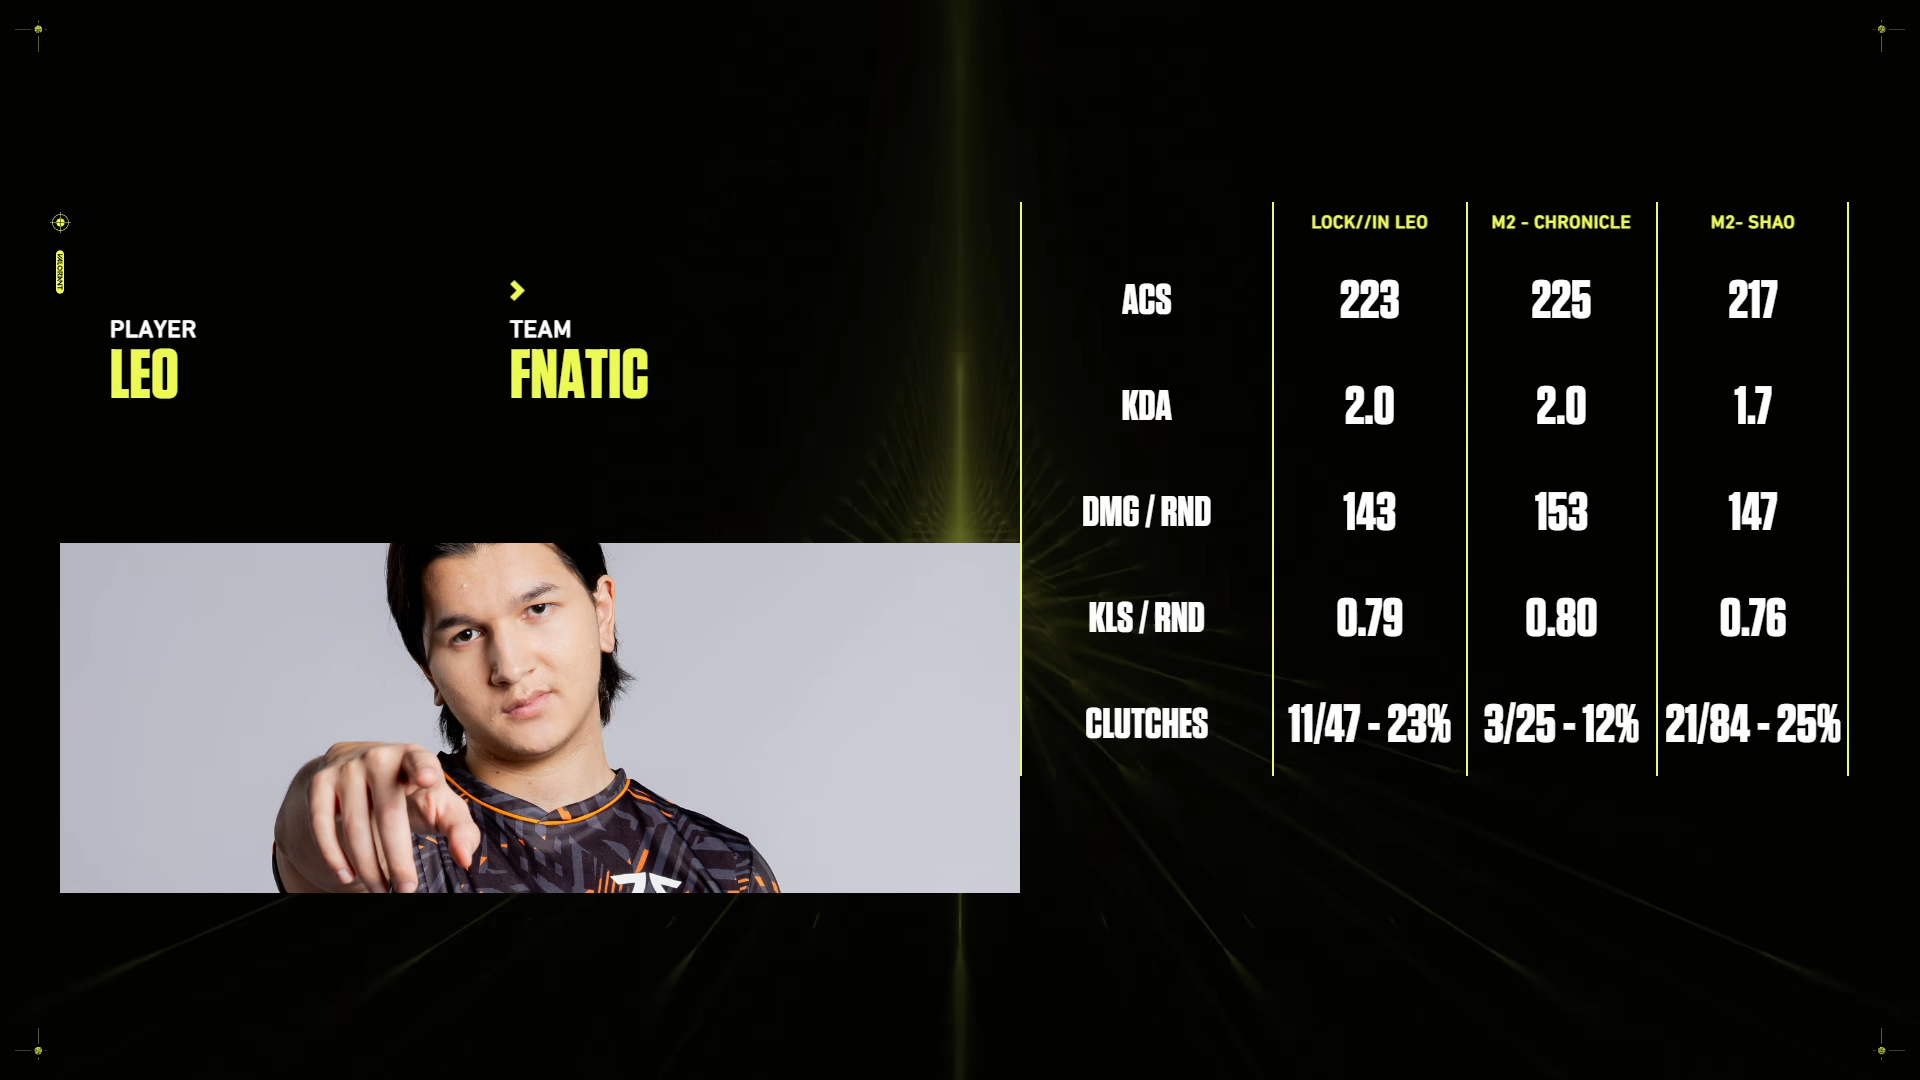 VALORANT
PLAYER
LEO
TEAM
FNATIC
LOCK//IN LEO M2 - CHRONICLE M2- SHAO
ACS 223 225 217
KDA 2.0 2.0 1.7
DMG / RND 143 153 147
KLS / RND 0.79 0.80 0.76
CLUTCHES 11/47 - 23% 3/25 - 12% 21/84 - 25%